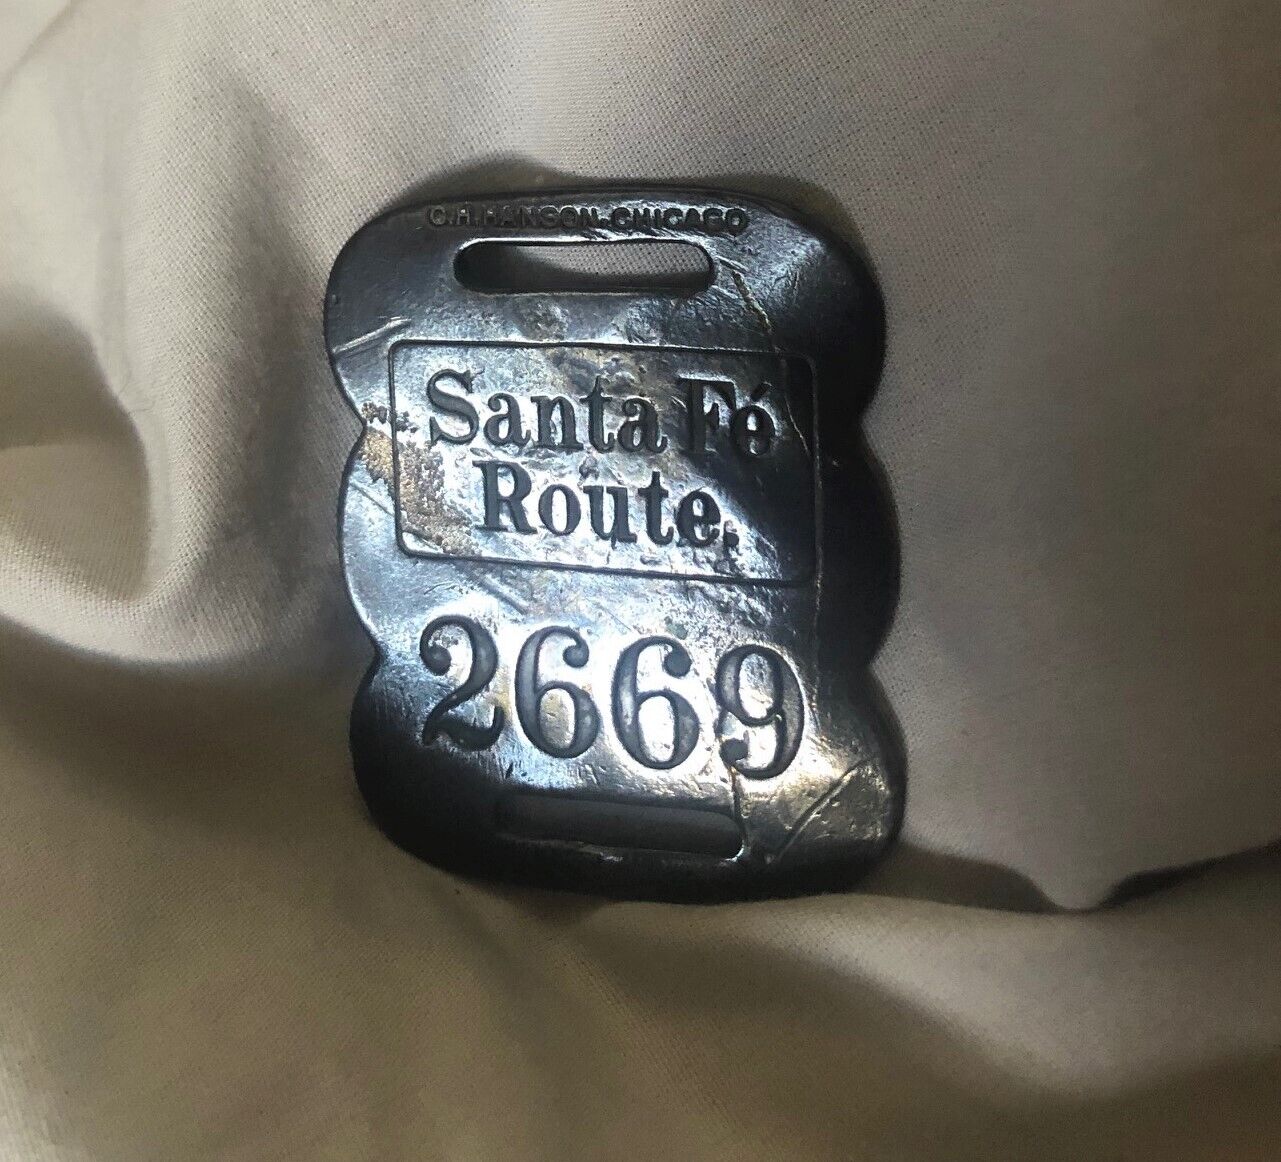 C.H. HANSON-CHICAGO
Santa Fé
Route.
2669